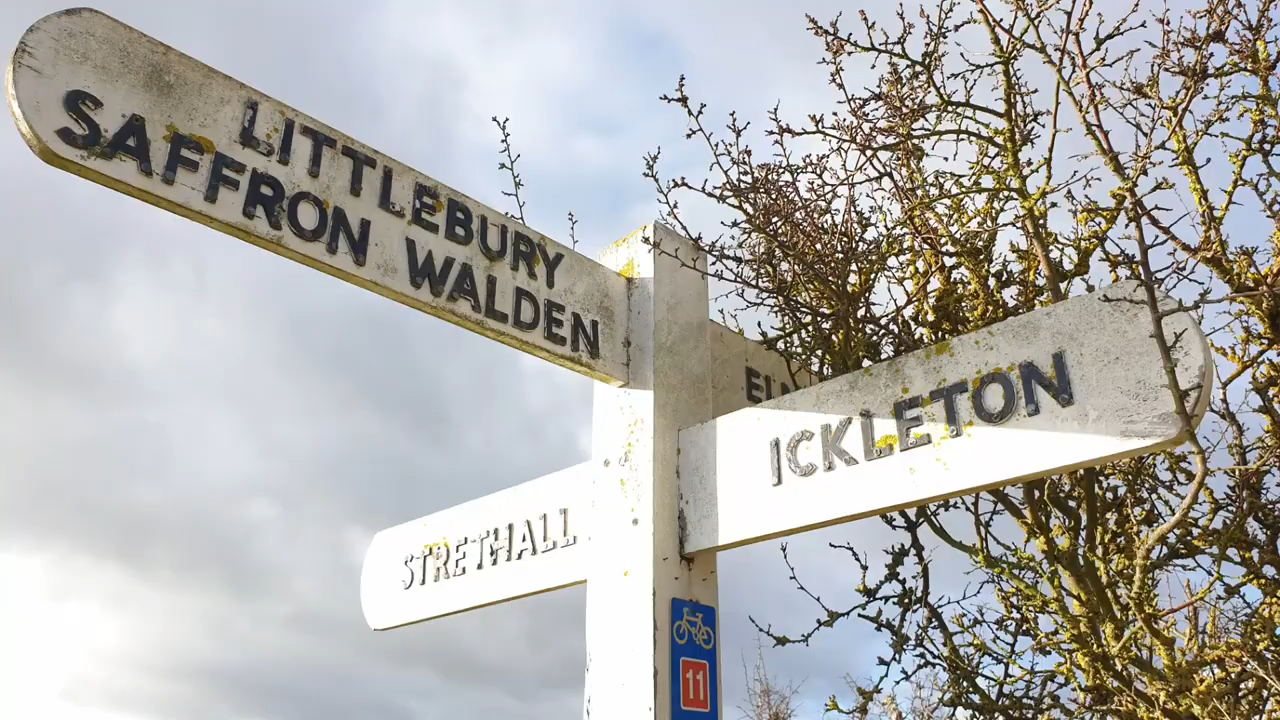 LITTLEBURY
SAFFRON WALDEN
ICKLETON
STRETHALL
11